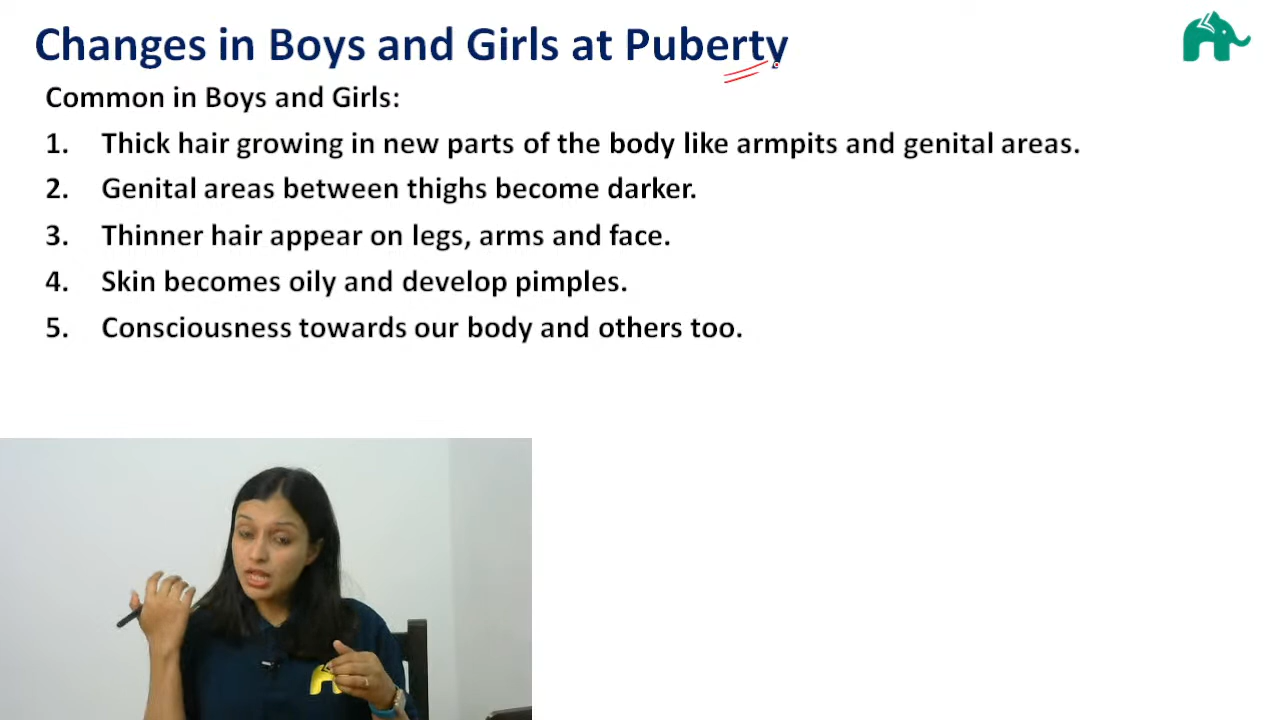 Changes in Boys and Girls at Puberty
Common in Boys and Girls:
1. Thick hair growing in new parts of the body like armpits and genital areas.
2. Genital areas between thighs become darker.
3. Thinner hair appear on legs, arms and face.
4. Skin becomes oily and develop pimples.
5. Consciousness towards our body and others too.